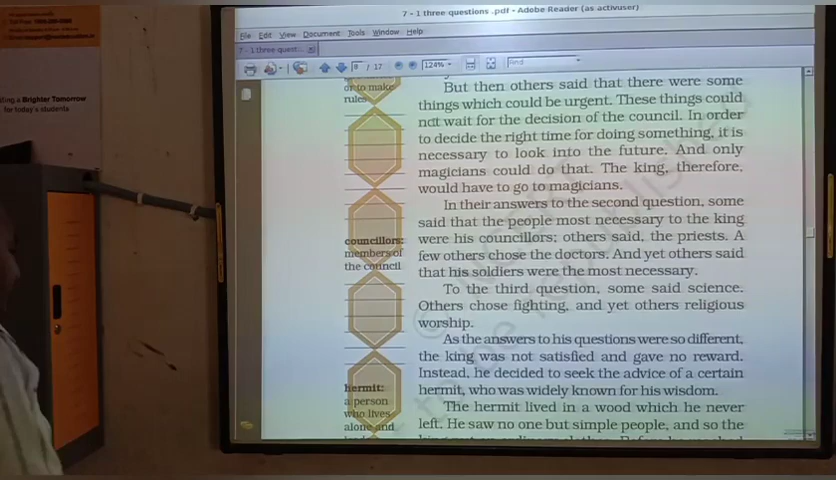 7 - 1 three questions .pdf - Adobe Reader (as activuser)
File Edit View Document Tools Window Help
7 - 1 three quest...
8 / 17
124%
Find
a Brighter Tomorrow
for today's students
or to make
rules
But then others said that there were some
things which could be urgent. These things could
not wait for the decision of the council. In order
to decide the right time for doing something, it is
necessary to look into the future. And only
magicians could do that. The king, therefore,
would have to go to magicians.
In their answers to the second question, some
said that the people most necessary to the king
councillors:
members of
the council
were his councillors; others said, the priests. A
few others chose the doctors. And yet others said
that his soldiers were the most necessary.
To the third question, some said science.
Others chose fighting, and yet others religious
worship.
As the answers to his questions were so different,
the king was not satisfied and gave no reward.
Instead, he decided to seek the advice of a certain
hermit, who was widely known for his wisdom.
hermit:
a person
who lives
alone and
The hermit lived in a wood which he never
left. He saw no one but simple people, and so the